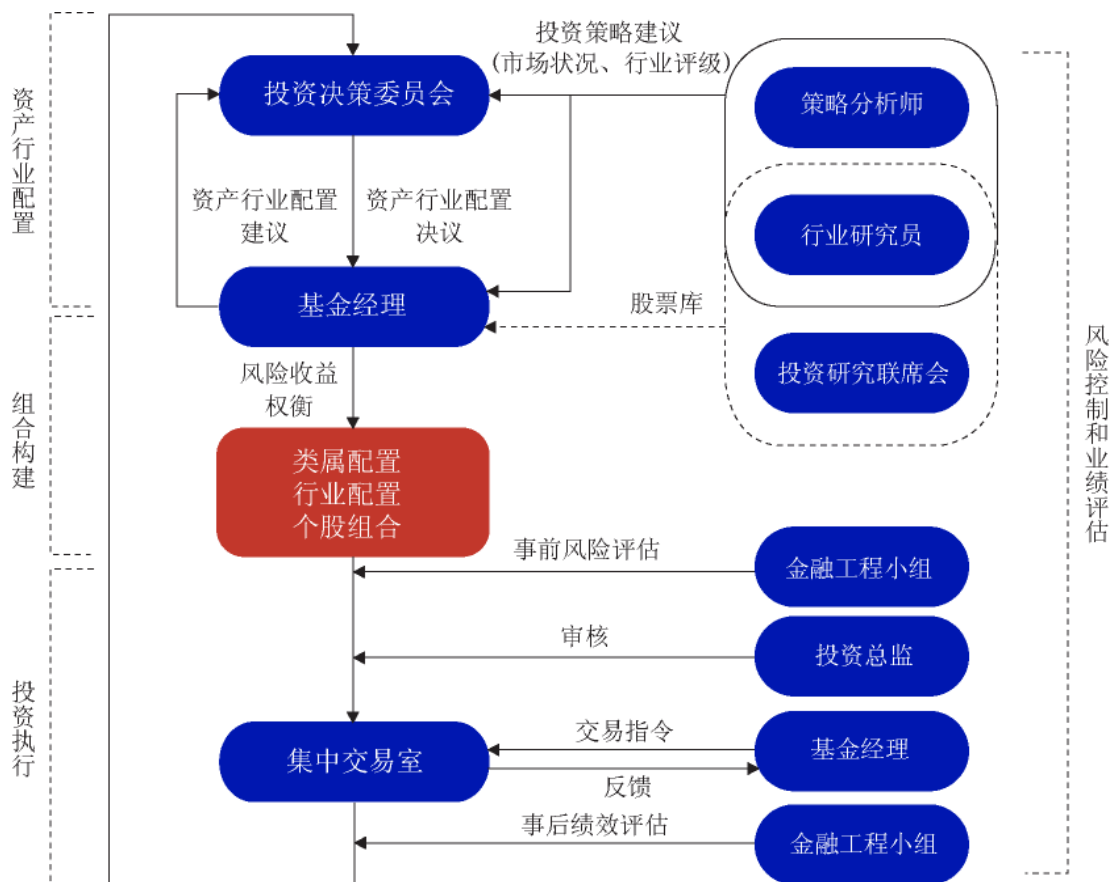 投资策略建议
(市场状况、行业评级)
投资决策委员会
策略分析师
资产行业配置
资产行业配置
建议
资产行业配置
决议
行业研究员
基金经理
股票库
投资研究联席会
风险收益
权衡
组合构建
类属配置
行业配置
个股组合
风险控制和业绩评估
事前风险评估
金融工程小组
审核
投资总监
投资执行
集中交易室
交易指令
反馈
基金经理
事后绩效评估
金融工程小组